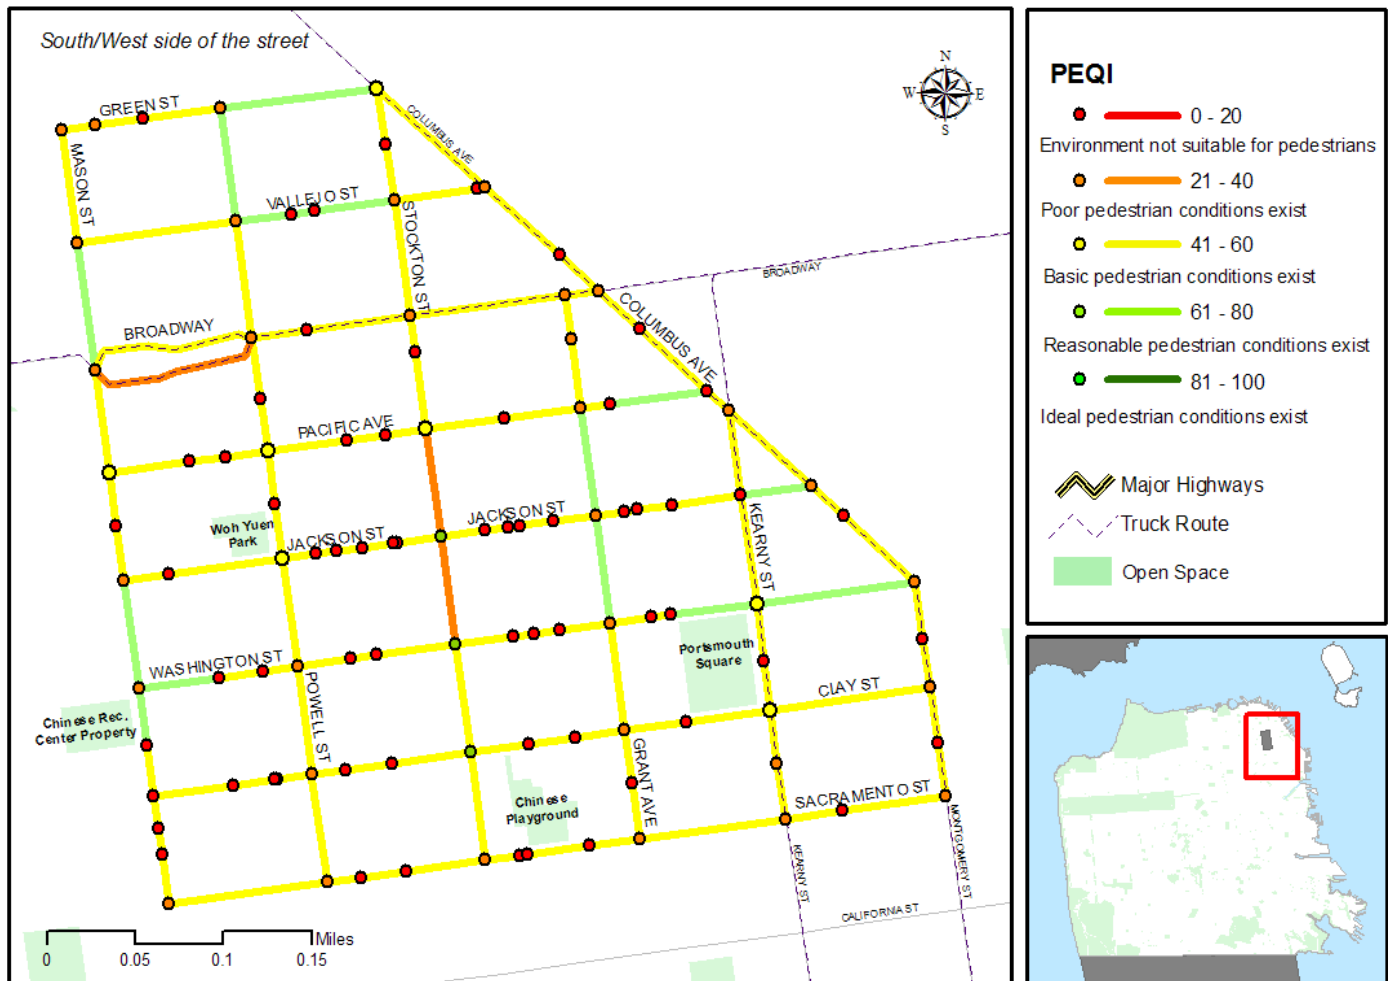 South/West side of the street
N
W E
S
GREEN ST
COLUMBUS AVE
MASON ST
VALLEJO ST
STOCKTON ST
BROADWAY
BROADWAY
COLUMBUS AVE
PACIFIC AVE
JACKSON ST
Woh Yuen
Park
JACKSON ST
KEARNY ST
WASHINGTON ST
Portsmouth
Square
POWELL ST
CLAY ST
Chinese Rec.
Center Property
GRANT AVE
Chinese
Playground
SACRAMENTO ST
KEARNY ST
MONTGOMERY ST
CALIFORNIA ST
Miles
0 0.05 0.1 0.15
PEQI
0 - 20
Environment not suitable for pedestrians
21 - 40
Poor pedestrian conditions exist
41 - 60
Basic pedestrian conditions exist
61 - 80
Reasonable pedestrian conditions exist
81 - 100
Ideal pedestrian conditions exist
Major Highways
Truck Route
Open Space